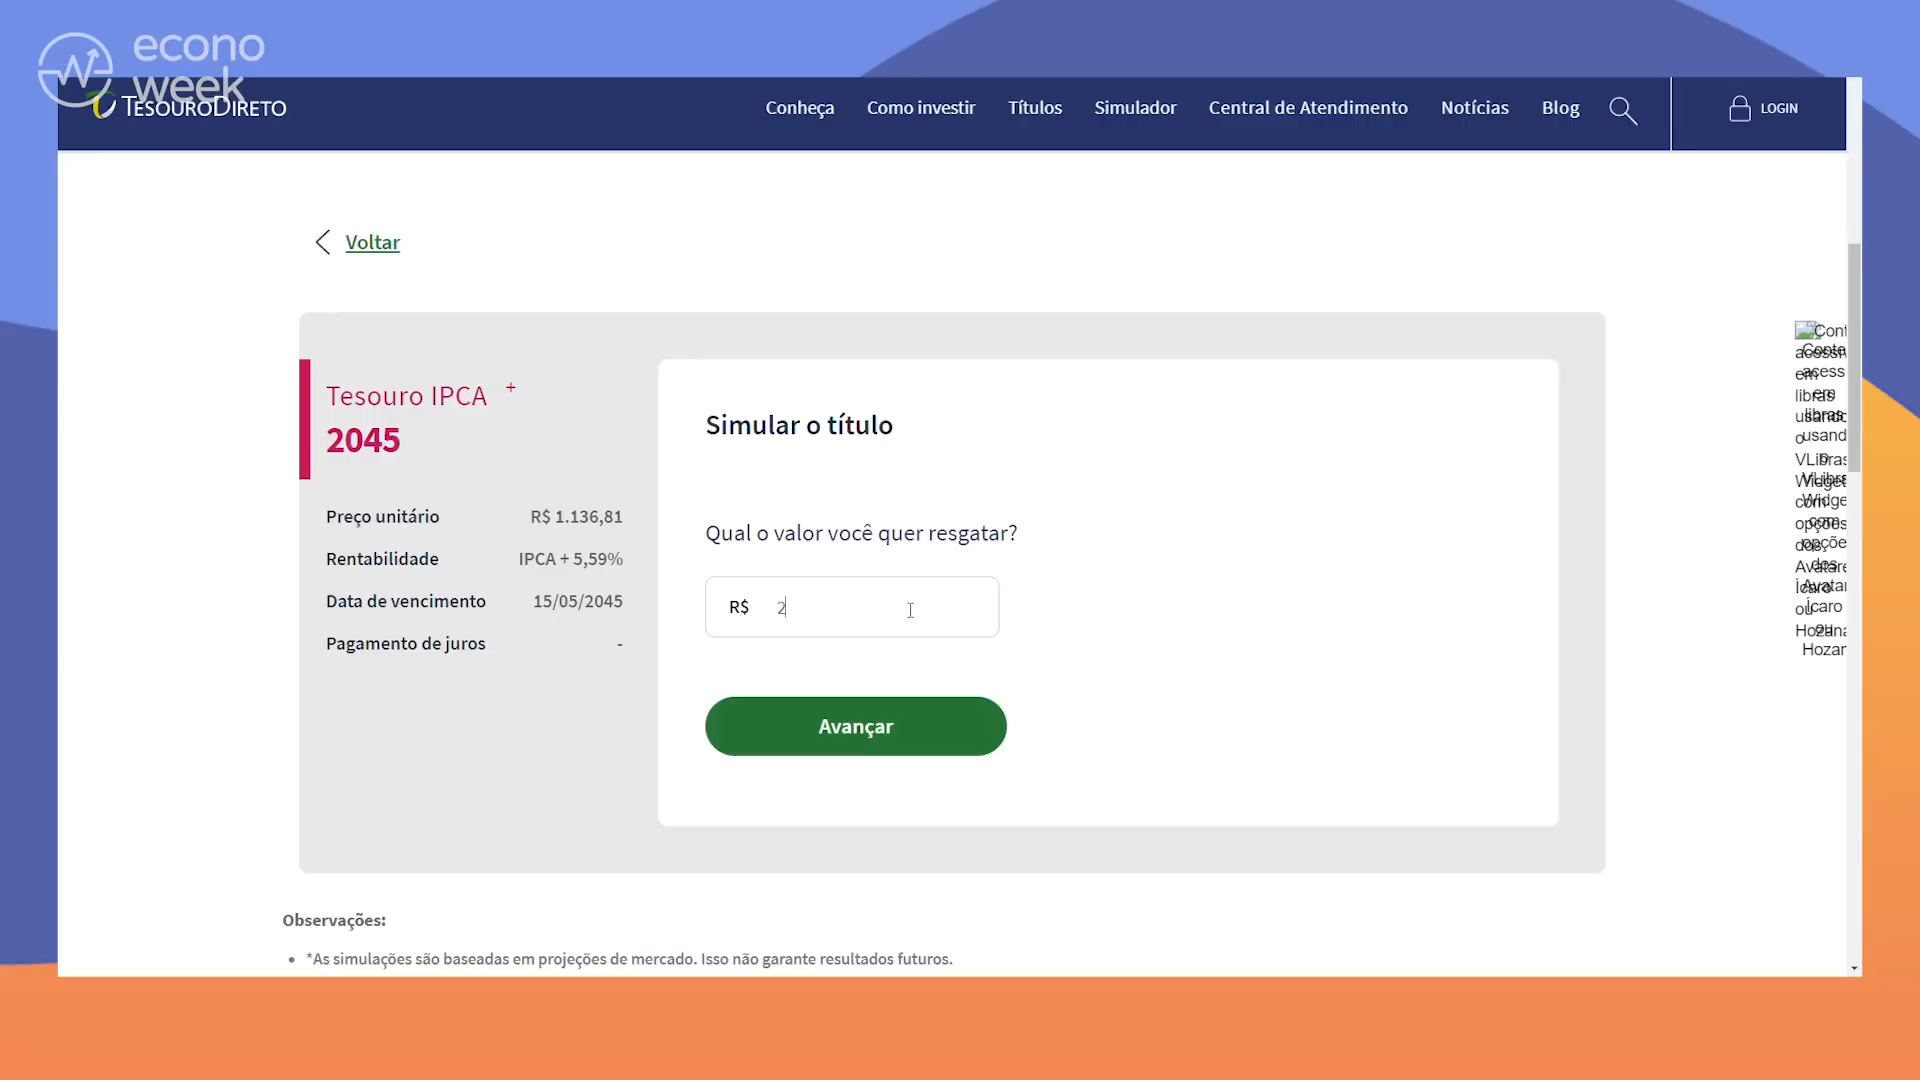 econo
week
TESOURODIRETO
Conheça
Como investir
Títulos
Simulador
Central de Atendimento
Notícias
Blog
LOGIN
Voltar
Tesouro IPCA +
2045
Preço unitário R$ 1.136,81
Rentabilidade IPCA + 5,59%
Data de vencimento 15/05/2045
Pagamento de juros -
Simular o título
Qual o valor você quer resgatar?
R$ 2
Avançar
Observações:
• *As simulações são baseadas em projeções de mercado. Isso não garante resultados futuros.